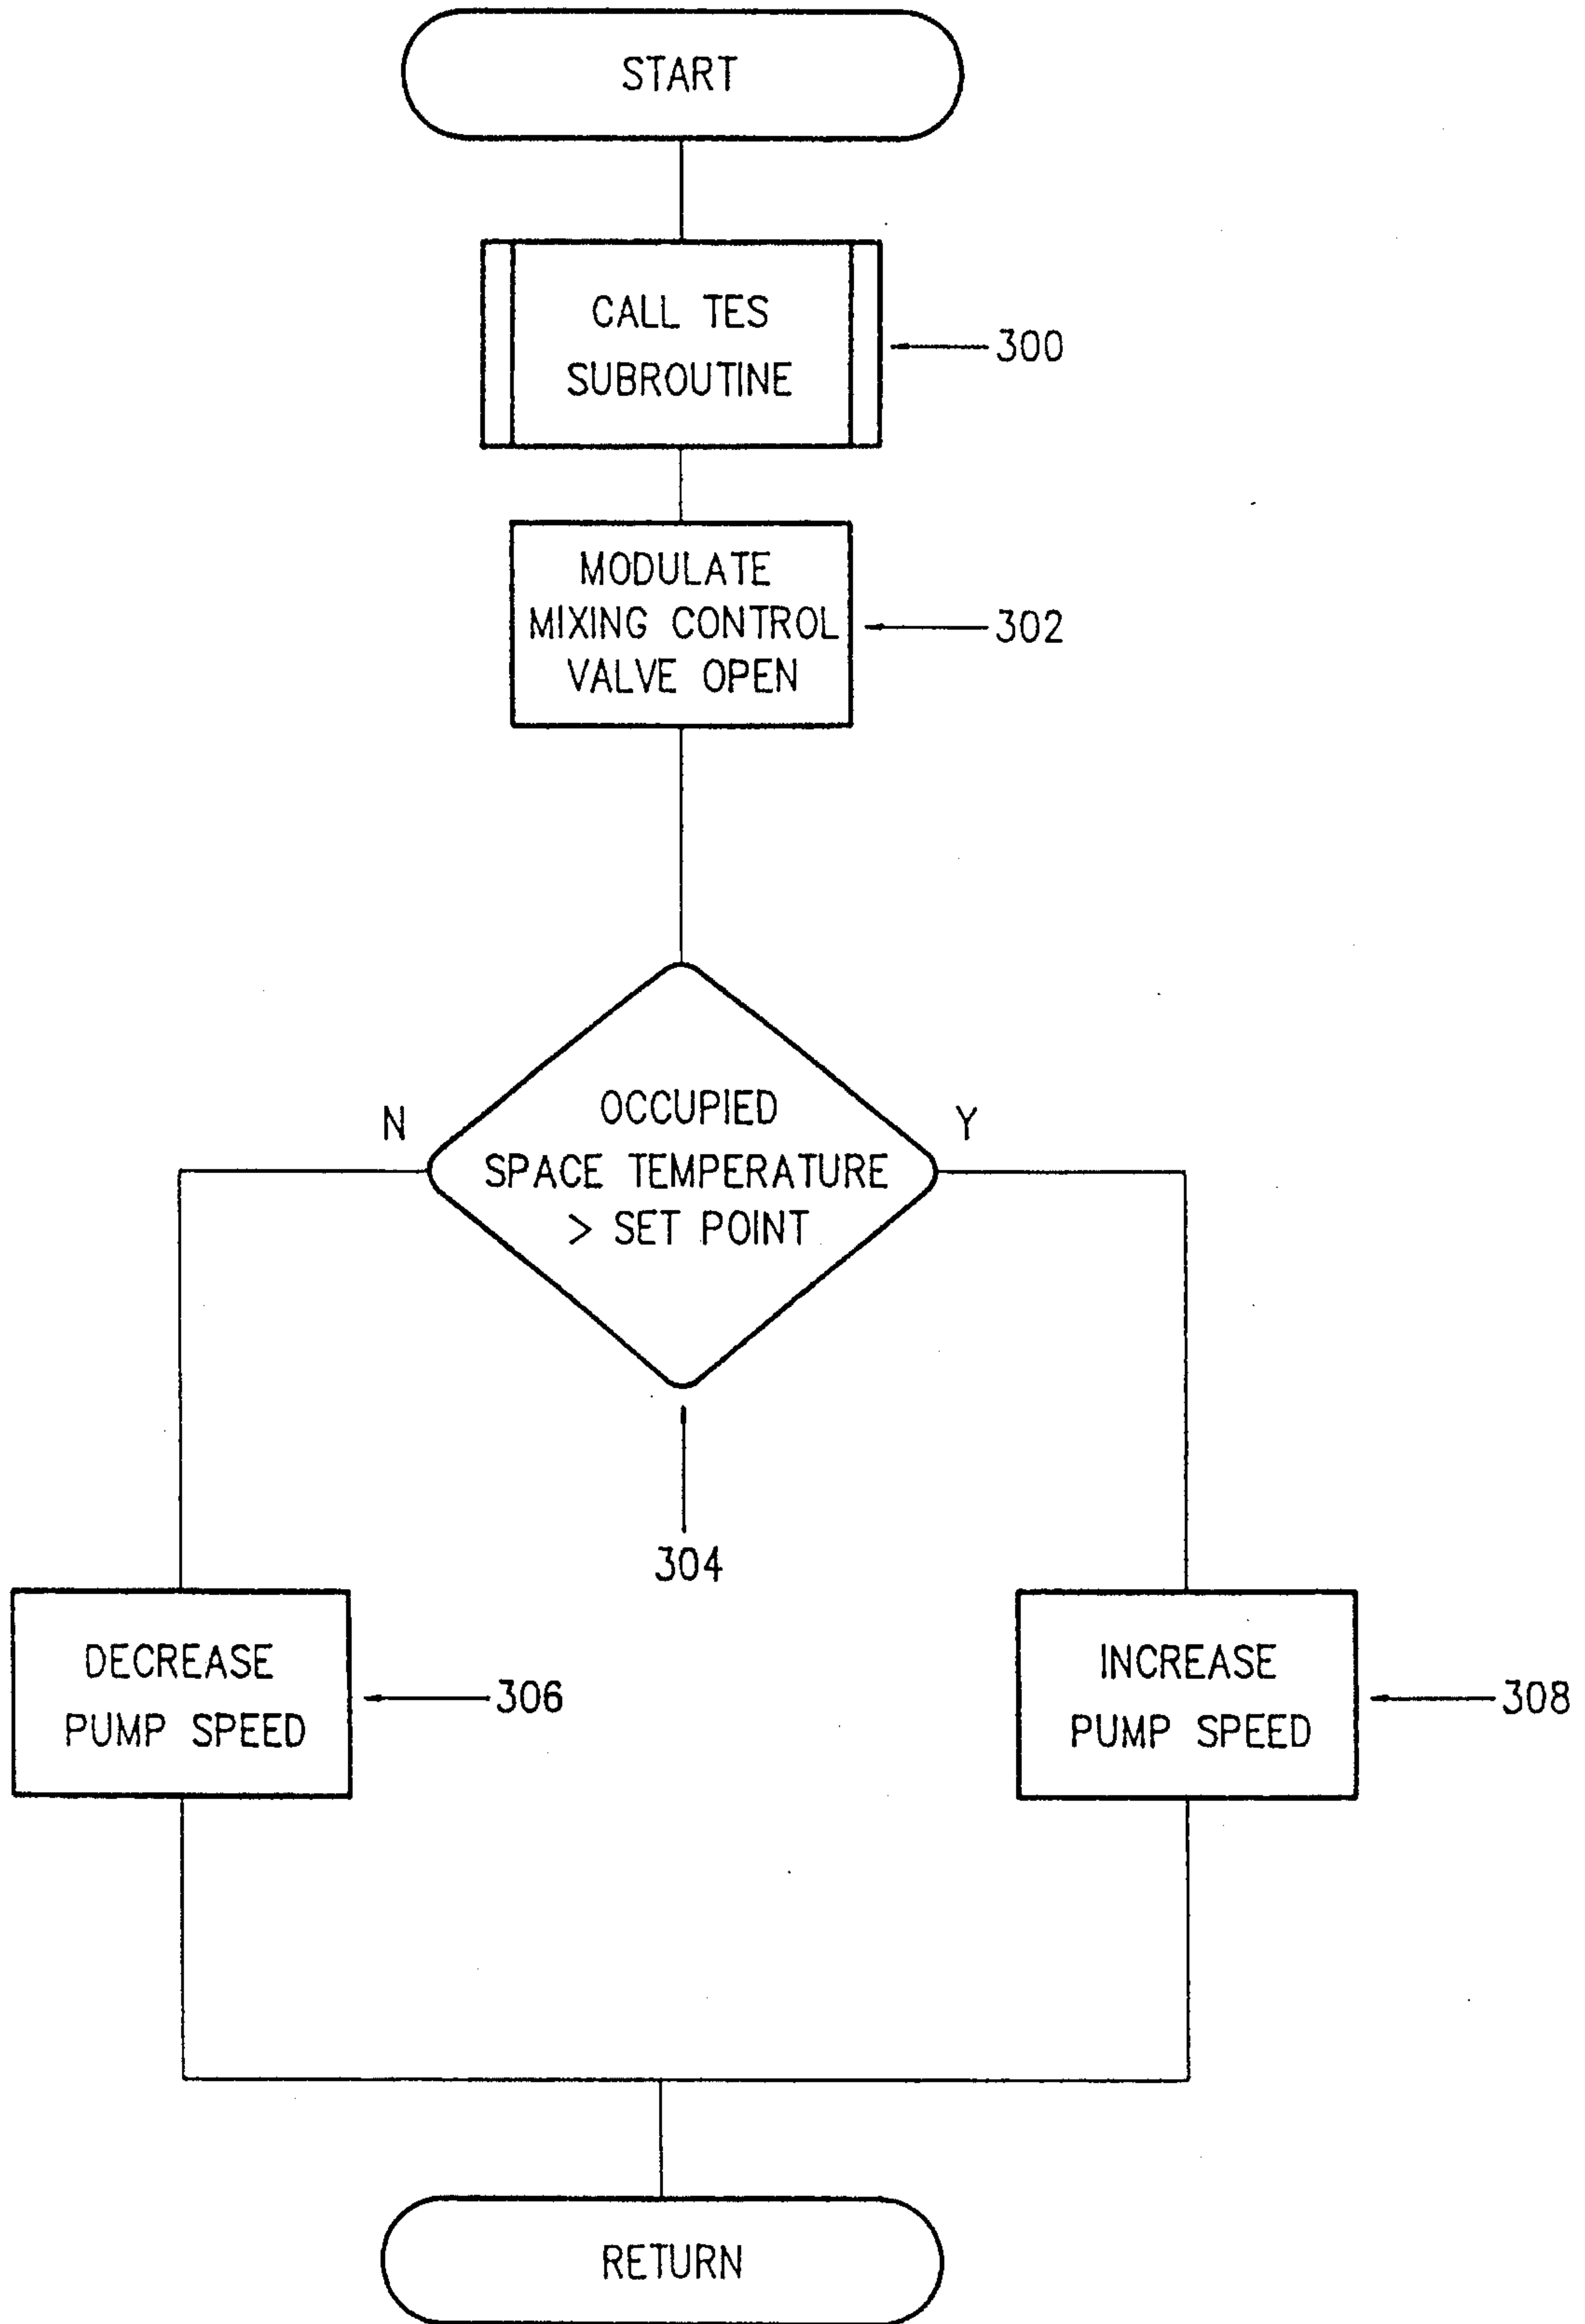 START
CALL TES
SUBROUTINE
300
MODULATE
MIXING CONTROL
VALVE OPEN
302
N
OCCUPIED
SPACE TEMPERATURE
> SET POINT
Y
304
DECREASE
PUMP SPEED
306
INCREASE
PUMP SPEED
308
RETURN